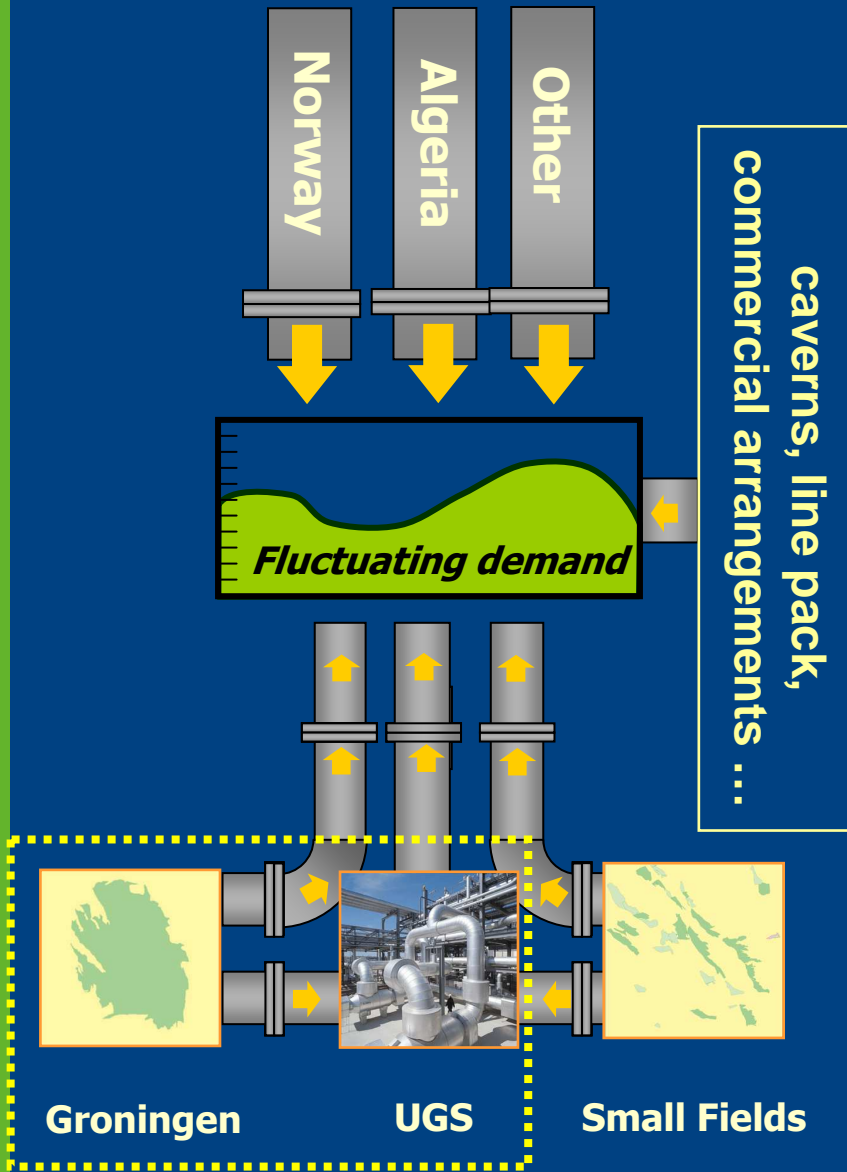 Norway
Algeria
Other
caverns, line pack,
commercial arrangements ...
Fluctuating demand
Groningen
UGS
Small Fields